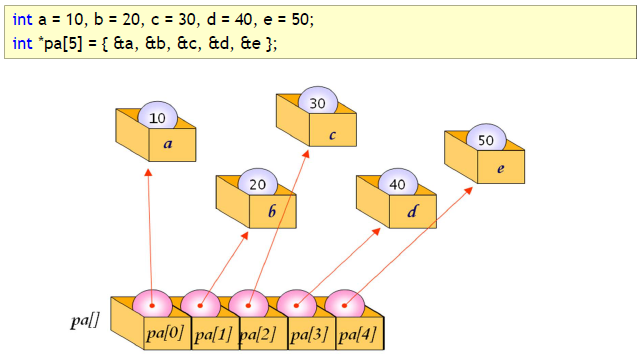 int a = 10, b = 20, c = 30, d = 40, e = 50;
int *pa[5] = { &a, &b, &c, &d, &e };
30
10
c
a
50
e
20
40
b
d
pa[]
pa[0] pa[1] pa[2] pa[3] pa[4]